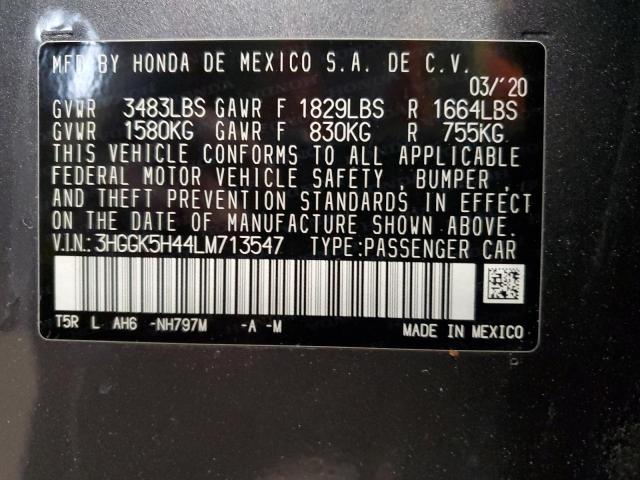 MFD BY HONDA DE MEXICO S.A. DE C.V.
03/'20
GVWR 3483LBS GAWR F 1829LBS R 1664LBS
GVWR 1580KG GAWR F 830KG R 755KG
THIS VEHICLE CONFORMS TO ALL APPLICABLE
FEDERAL MOTOR VEHICLE SAFETY , BUMPER ,
AND THEFT PREVENTION STANDARDS IN EFFECT
ON THE DATE OF MANUFACTURE SHOWN ABOVE.
V.I.N.: 3HGGK5H44LM713547 TYPE:PASSENGER CAR
T5R L AH6 -NH797M -A -M
MADE IN MEXICO